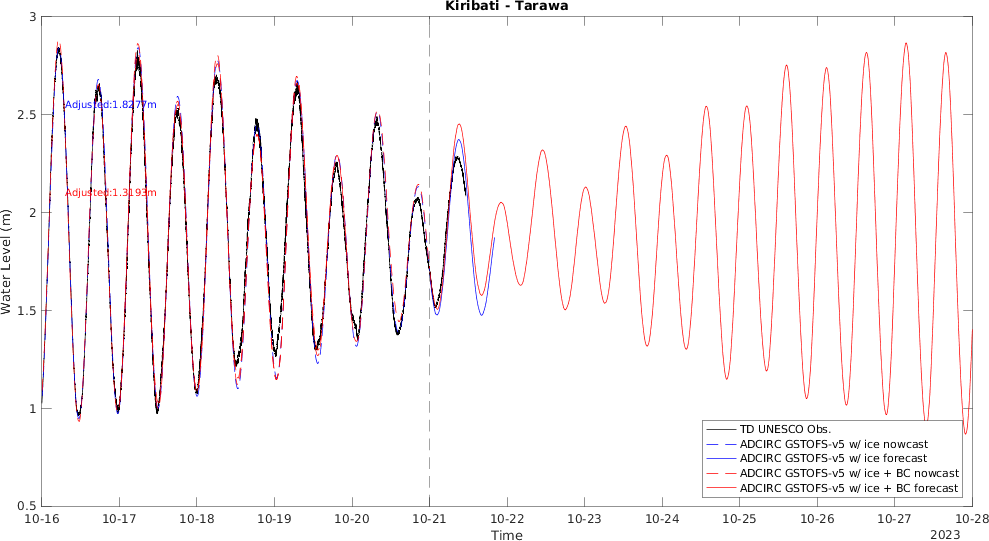 Kiribati - Tarawa
Water Level (m)
3
2.5
2
1.5
1
0.5
Adjusted:1.8277m
Adjusted:1.3193m
TD UNESCO Obs.
ADCIRC GSTOFS-v5 w/ ice nowcast
ADCIRC GSTOFS-v5 w/ ice forecast
ADCIRC GSTOFS-v5 w/ ice + BC nowcast
ADCIRC GSTOFS-v5 w/ ice + BC forecast
10-16 10-17 10-18 10-19 10-20 10-21 10-22 10-23 10-24 10-25 10-26 10-27 10-28
Time
2023